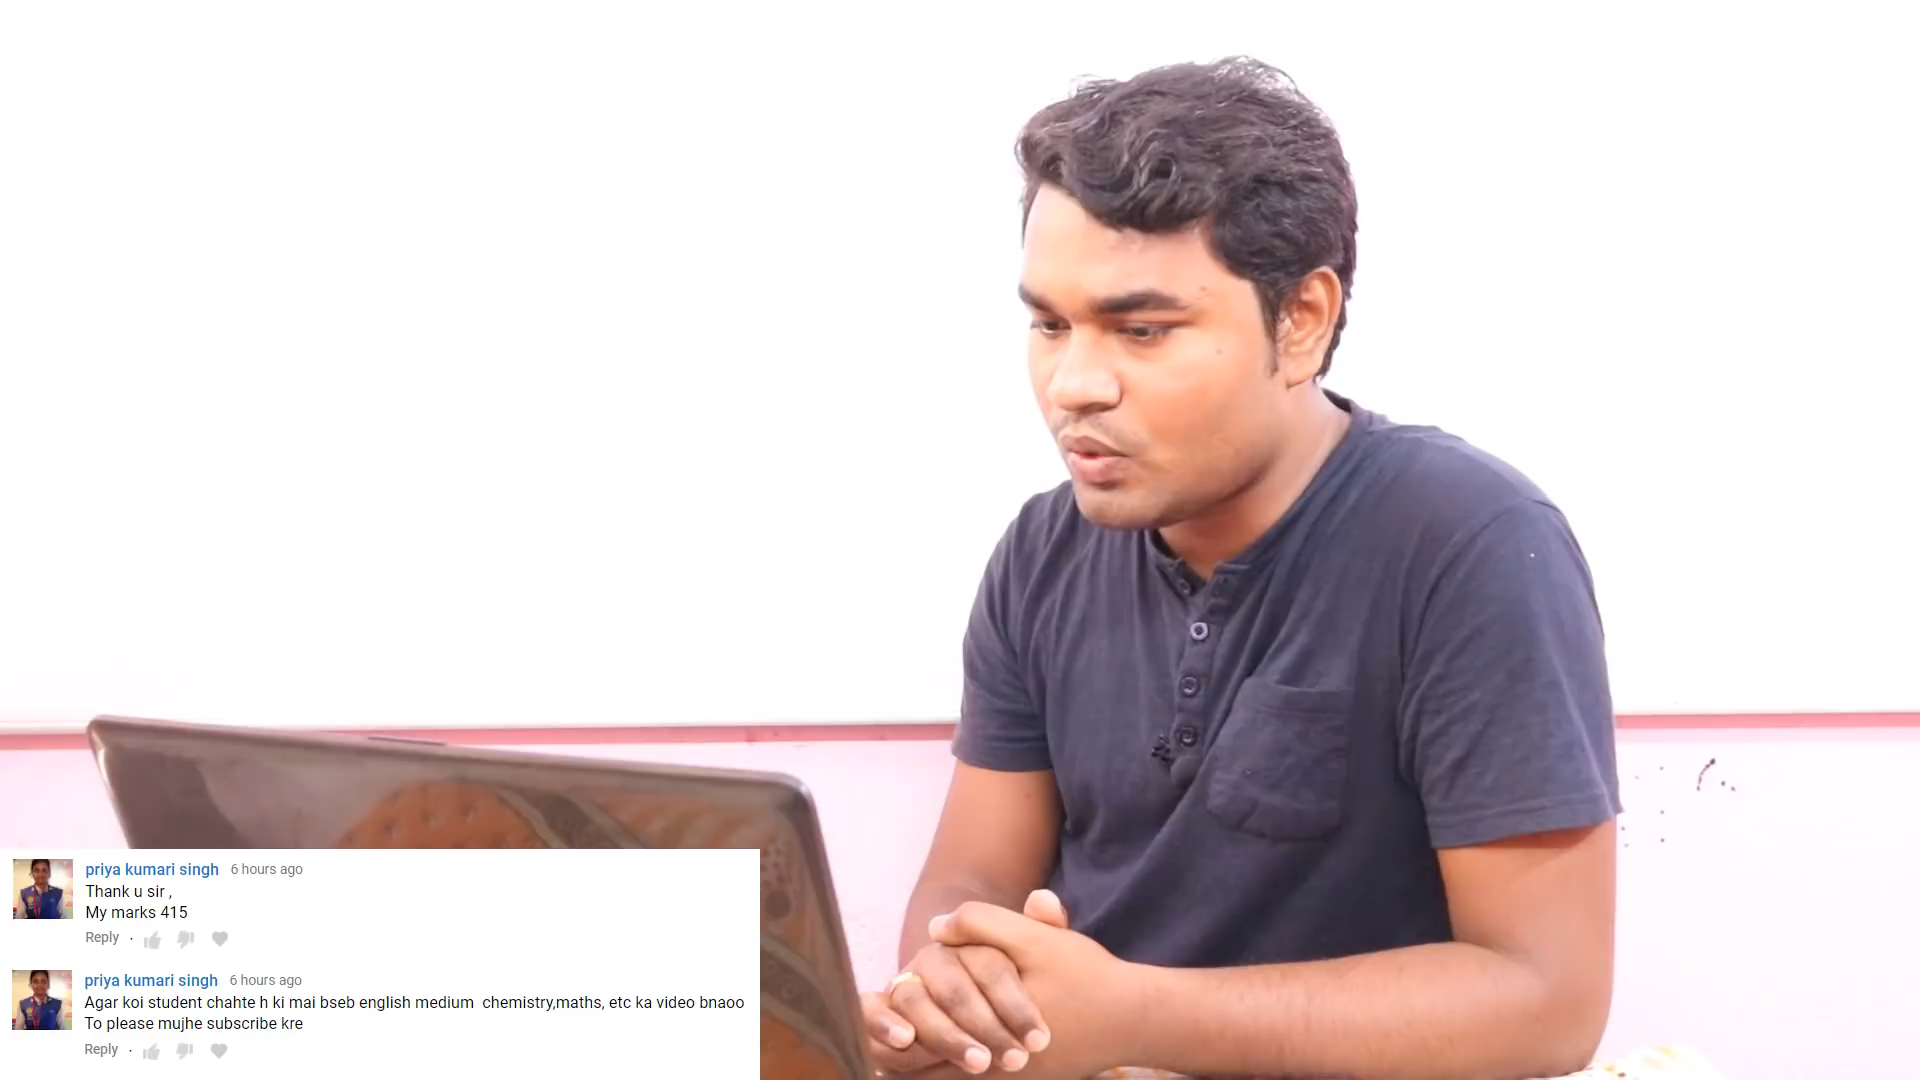 priya kumari singh 6 hours ago
Thank u sir ,
My marks 415
Reply ·
priya kumari singh 6 hours ago
Agar koi student chahte h ki mai bseb english medium  chemistry,maths, etc ka video bnaoo
To please mujhe subscribe kre
Reply ·